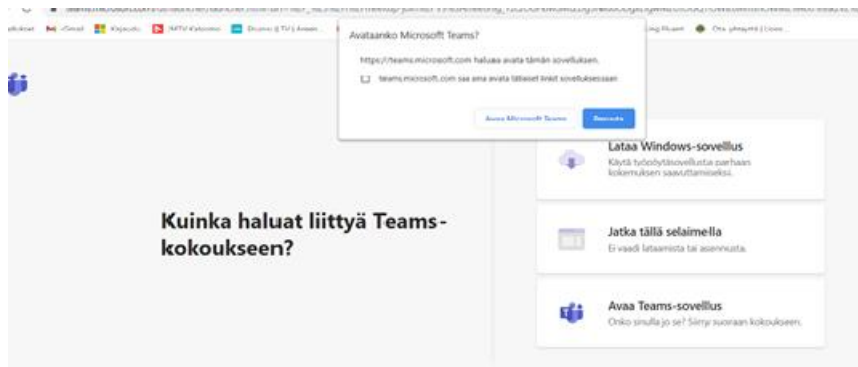 Gmail
Avataanko Microsoft Teams?
https://teams.microsoft.com haluaa avata tämän sovelluksen.
teams.microsoft.com saa aina avata tällaiset linkit sovelluksessaan
Avaa Microsoft Teams
Peruuta
Kuinka haluat liittyä Teams-
kokoukseen?
Lataa Windows-sovellus
Käytä työpöytäsovellusta parhaan
kokemuksen saavuttamiseksi.
Jatka tällä selaimella
Ei vaadi lataamista tai asennusta.
Avaa Teams-sovellus
Onko sinulla jo se? Siirry suoraan kokoukseen.